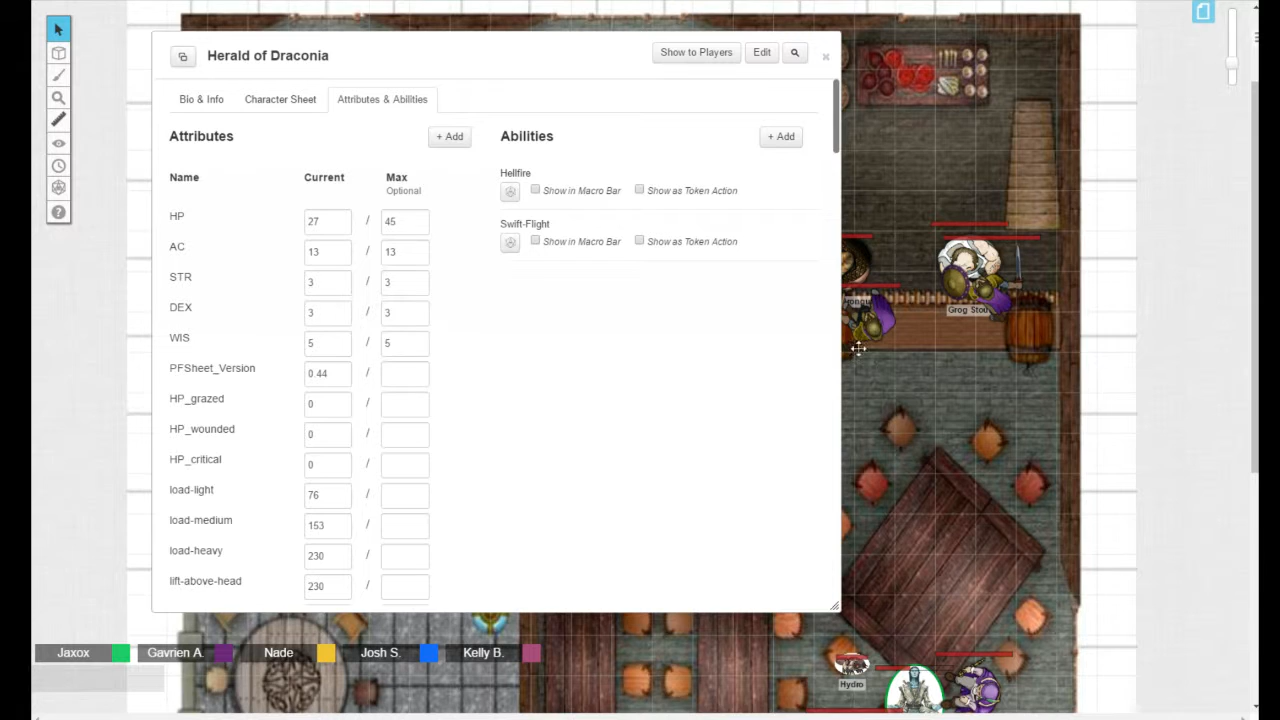 Herald of Draconia
Show to Players
Edit
Bio & Info
Character Sheet
Attributes & Abilities
Attributes
+ Add
Abilities
+ Add
Name
Current
Max
Optional
HP 27 / 45
AC 13 / 13
STR 3 / 3
DEX 3 / 3
WIS 5 / 5
PFSheet_Version 0.44 /
HP_grazed 0 /
HP_wounded 0 /
HP_critical 0 /
load-light 76 /
load-medium 153 /
load-heavy 230 /
lift-above-head 230 /
Hellfire
Show in Macro Bar
Show as Token Action
Swift-Flight
Show in Macro Bar
Show as Token Action
Grog Stou
Hydro
Jaxox
Gavrien A.
Nade
Josh S.
Kelly B.